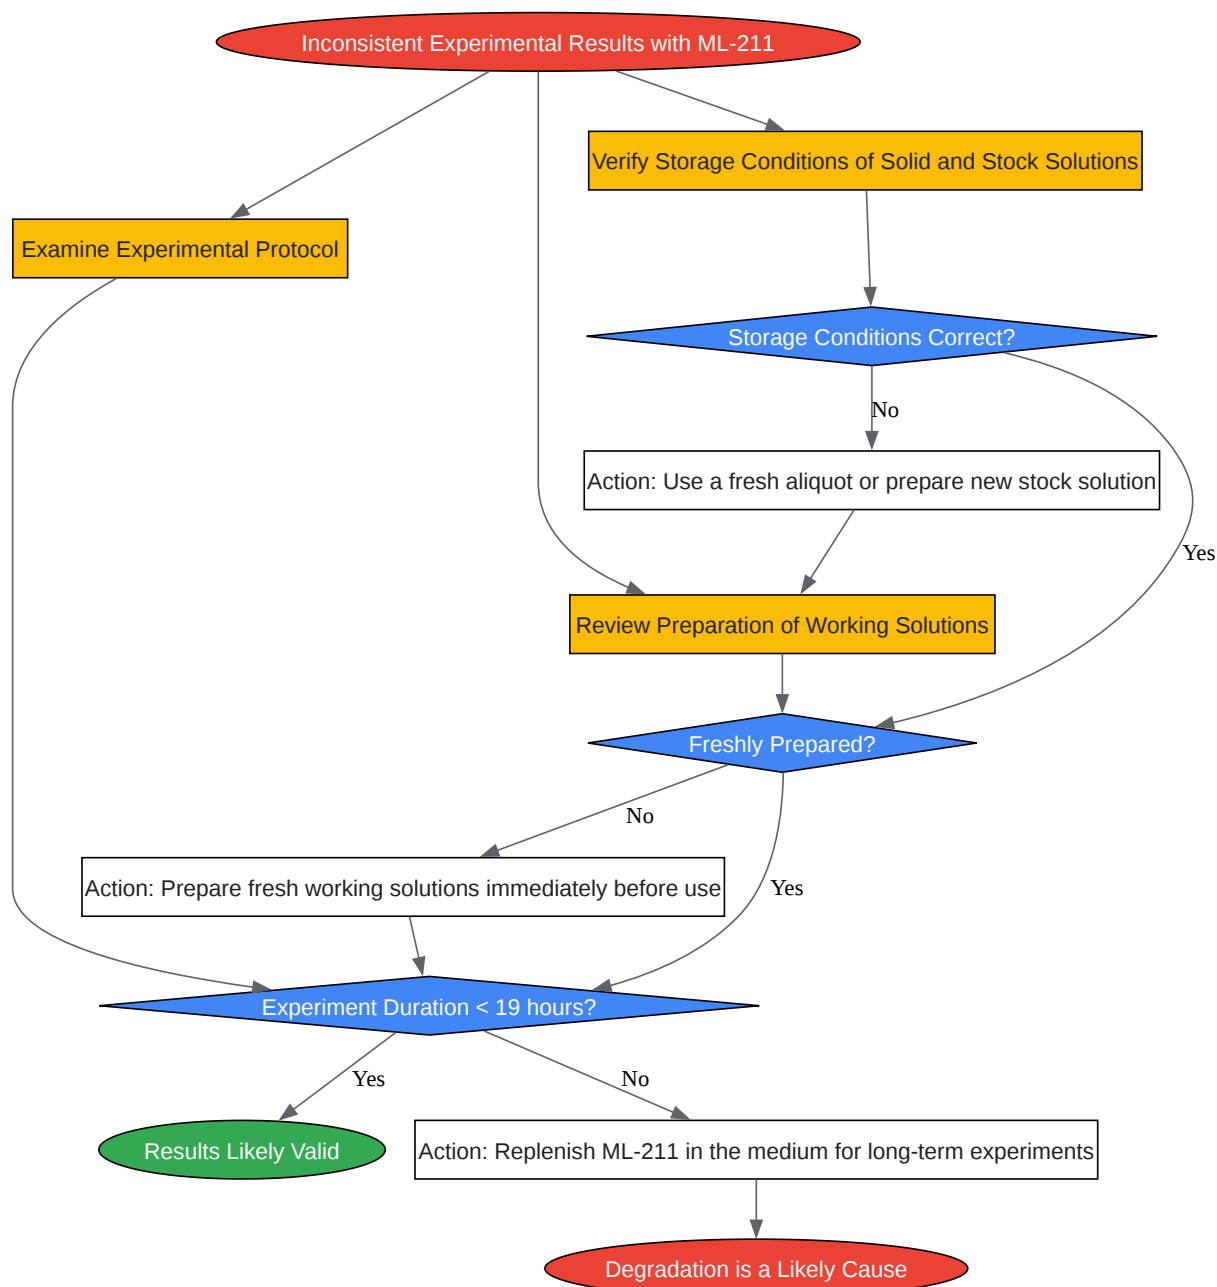 Inconsistent Experimental Results with ML-211
Verify Storage Conditions of Solid and Stock Solutions
Examine Experimental Protocol
Storage Conditions Correct?
No
Action: Use a fresh aliquot or prepare new stock solution
Yes
Review Preparation of Working Solutions
Freshly Prepared?
No
Action: Prepare fresh working solutions immediately before use
Yes
Experiment Duration < 19 hours?
Yes
No
Results Likely Valid
Action: Replenish ML-211 in the medium for long-term experiments
Degradation is a Likely Cause